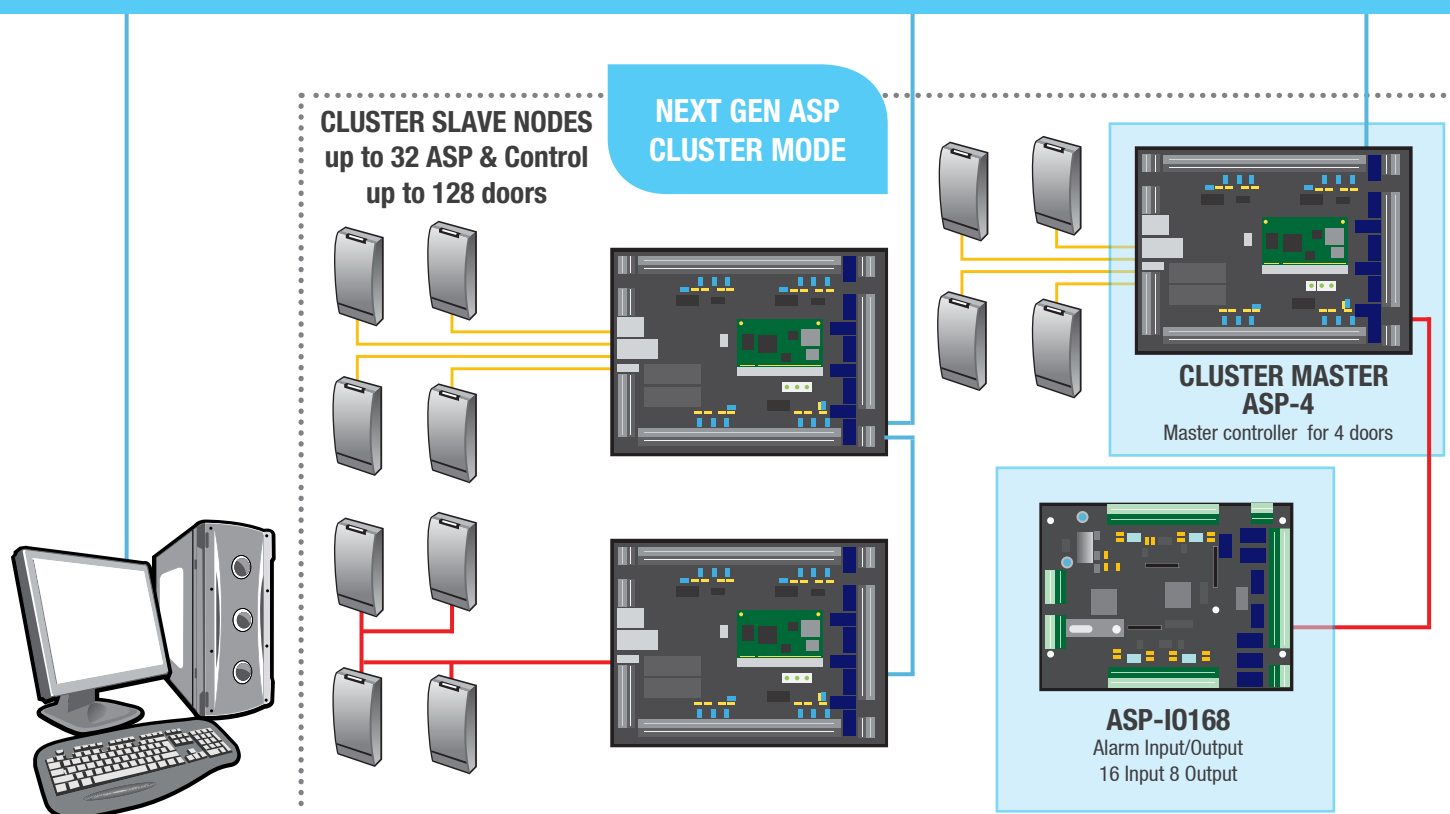 CLUSTER SLAVE NODES
up to 32 ASP & Control
up to 128 doors
NEXT GEN ASP
CLUSTER MODE
CLUSTER MASTER
ASP-4
Master controller for 4 doors
ASP-IO168
Alarm Input/Output
16 Input 8 Output